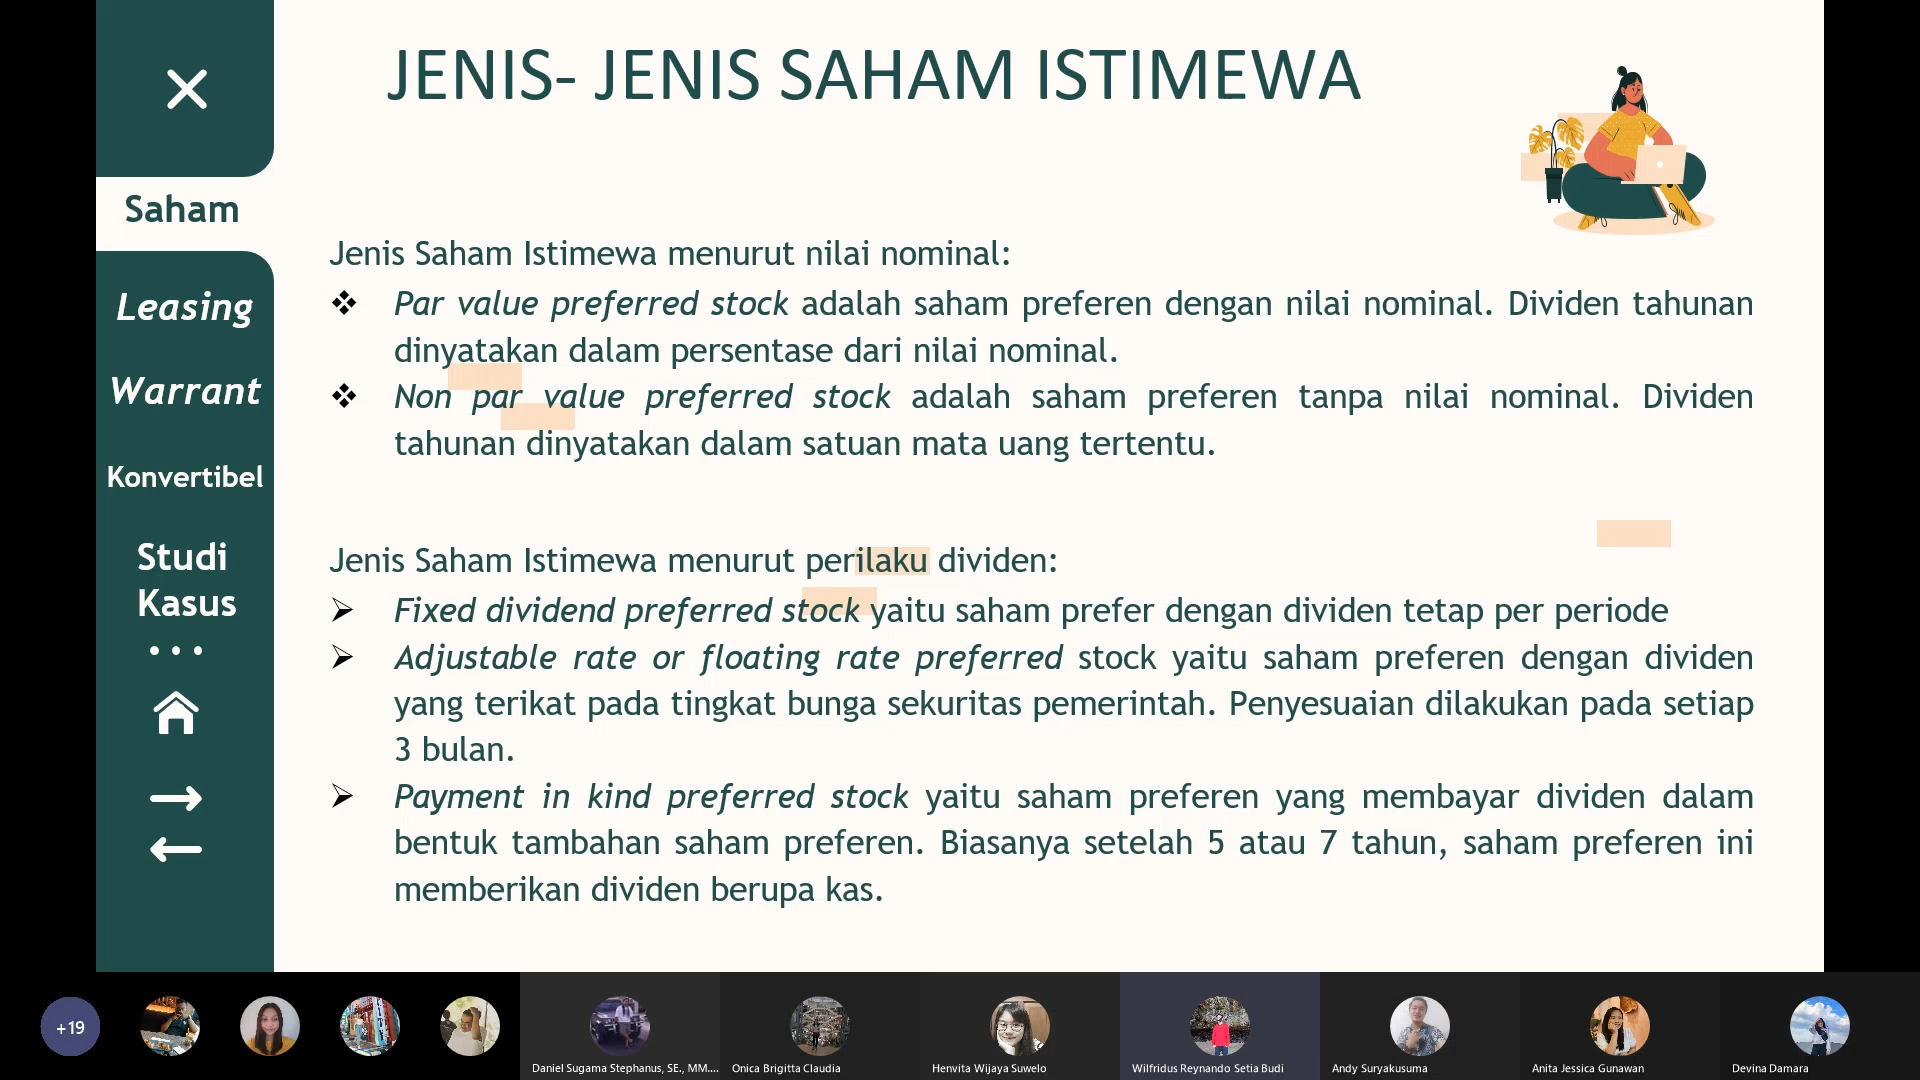 JENIS- JENIS SAHAM ISTIMEWA
Saham
Leasing
Warrant
Konvertibel
Studi
Kasus
Jenis Saham Istimewa menurut nilai nominal:
❖ Par value preferred stock adalah saham preferen dengan nilai nominal. Dividen tahunan
dinyatakan dalam persentase dari nilai nominal.
❖ Non par value preferred stock adalah saham preferen tanpa nilai nominal. Dividen
tahunan dinyatakan dalam satuan mata uang tertentu.
Jenis Saham Istimewa menurut perilaku dividen:
➢ Fixed dividend preferred stock yaitu saham prefer dengan dividen tetap per periode
➢ Adjustable rate or floating rate preferred stock yaitu saham preferen dengan dividen
yang terikat pada tingkat bunga sekuritas pemerintah. Penyesuaian dilakukan pada setiap
3 bulan.
➢ Payment in kind preferred stock yaitu saham preferen yang membayar dividen dalam
bentuk tambahan saham preferen. Biasanya setelah 5 atau 7 tahun, saham preferen ini
memberikan dividen berupa kas.
+19
Daniel Sugama Stephanus, SE., MM....
Onica Brigitta Claudia
Henvita Wijaya Suwelo
Wilfridus Reynando Setia Budi
Andy Suryakusuma
Anita Jessica Gunawan
Devina Damara